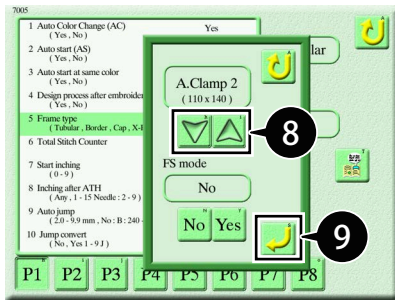 7005
1 Auto Color Change (AC) Yes
( Yes , No )
2 Auto start (AS)
( Yes , No )
3 Auto start at same color
( Yes , No )
4 Design process after embroider
( Yes , No )
5 Frame type
( Tubular , Border , Cap , X-
6 Total Stitch Counter
7 Start inching
( 0 - 9 )
8 Inching after ATH
( Any , 1 - 15 Needle : 2 - 9 )
9 Auto jump
( 2.0 - 9.9 mm , No : B : 240 -
10 Jump convert
( No , Yes 1 - 9 J )
lar
A.Clamp 2
( 110 x 140 )
8
FS mode
No
No Yes
9
P1 P2 P3 P4 P5 P6 P7 P8